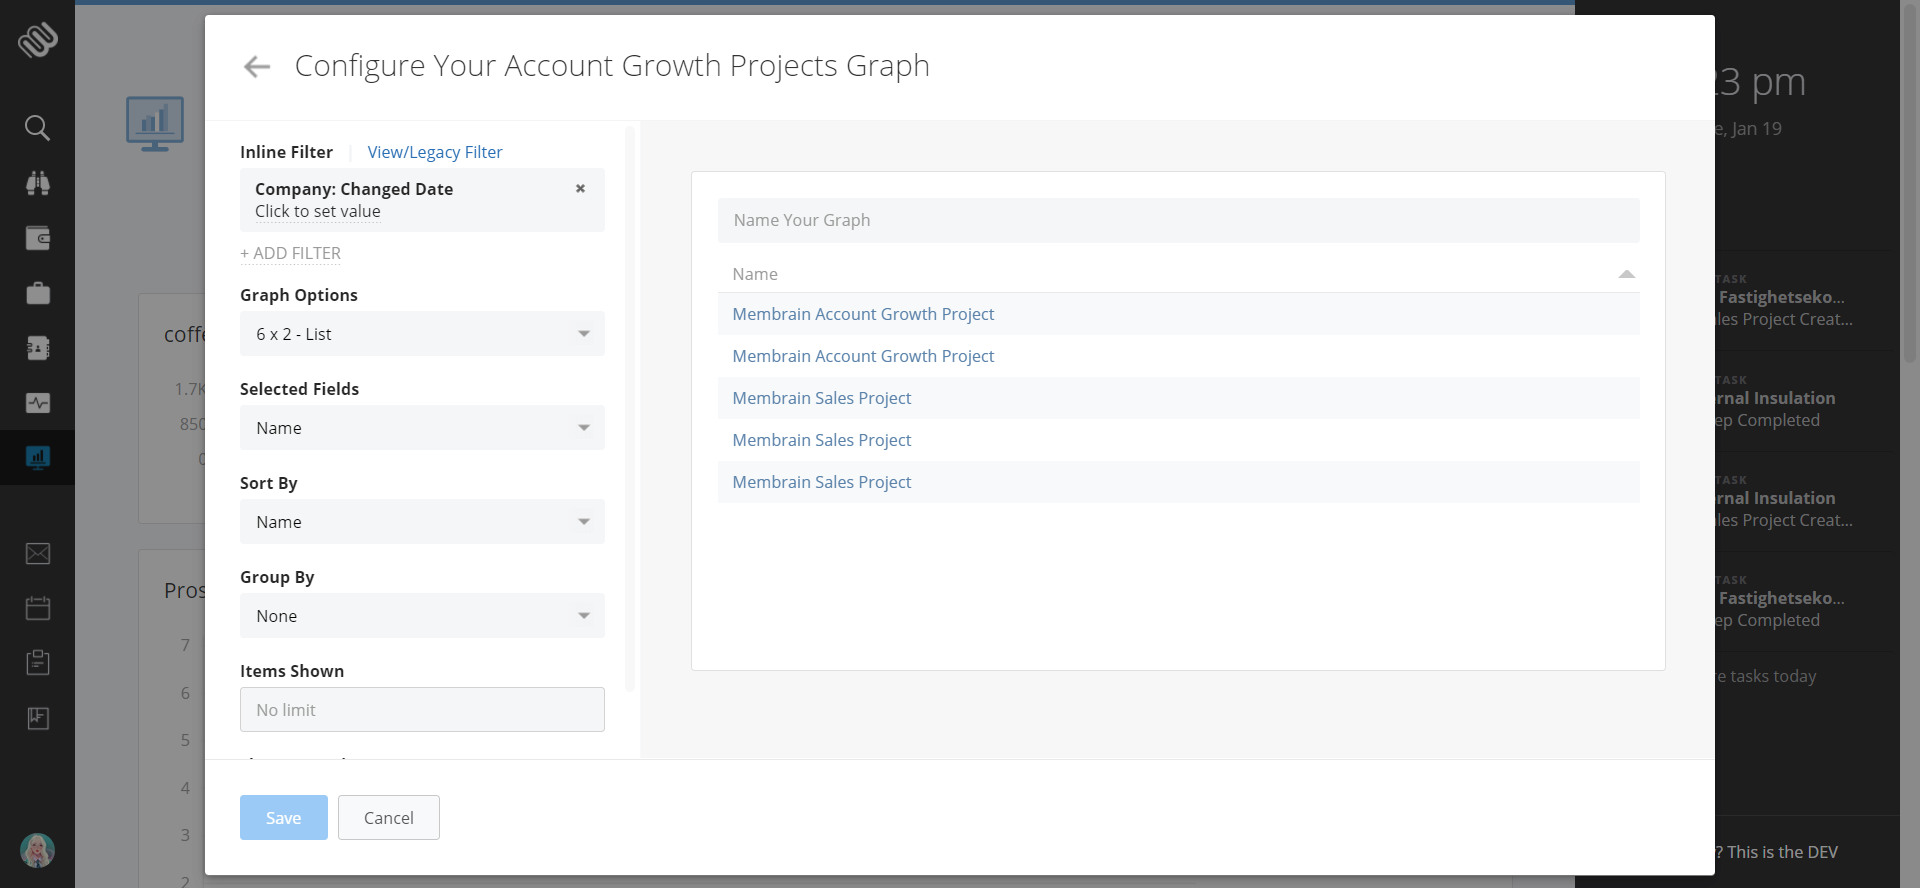 Configure Your Account Growth Projects Graph
Inline Filter
View/Legacy Filter
Company: Changed Date
Click to set value
+ ADD FILTER
Graph Options
6 x 2 - List
Selected Fields
Name
Sort By
Name
Group By
None
Items Shown
No limit
Save
Cancel
Name Your Graph
Name
Membrain Account Growth Project
Membrain Account Growth Project
Membrain Sales Project
Membrain Sales Project
Membrain Sales Project
coffe
1.7K
850
0
Pros
7
6
5
4
3
2
23 pm
e, Jan 19
TASK
Fastighetseko...
les Project Creat...
TASK
rnal Insulation
ep Completed
TASK
rnal Insulation
les Project Creat...
TASK
Fastighetseko...
ep Completed
re tasks today
? This is the DEV